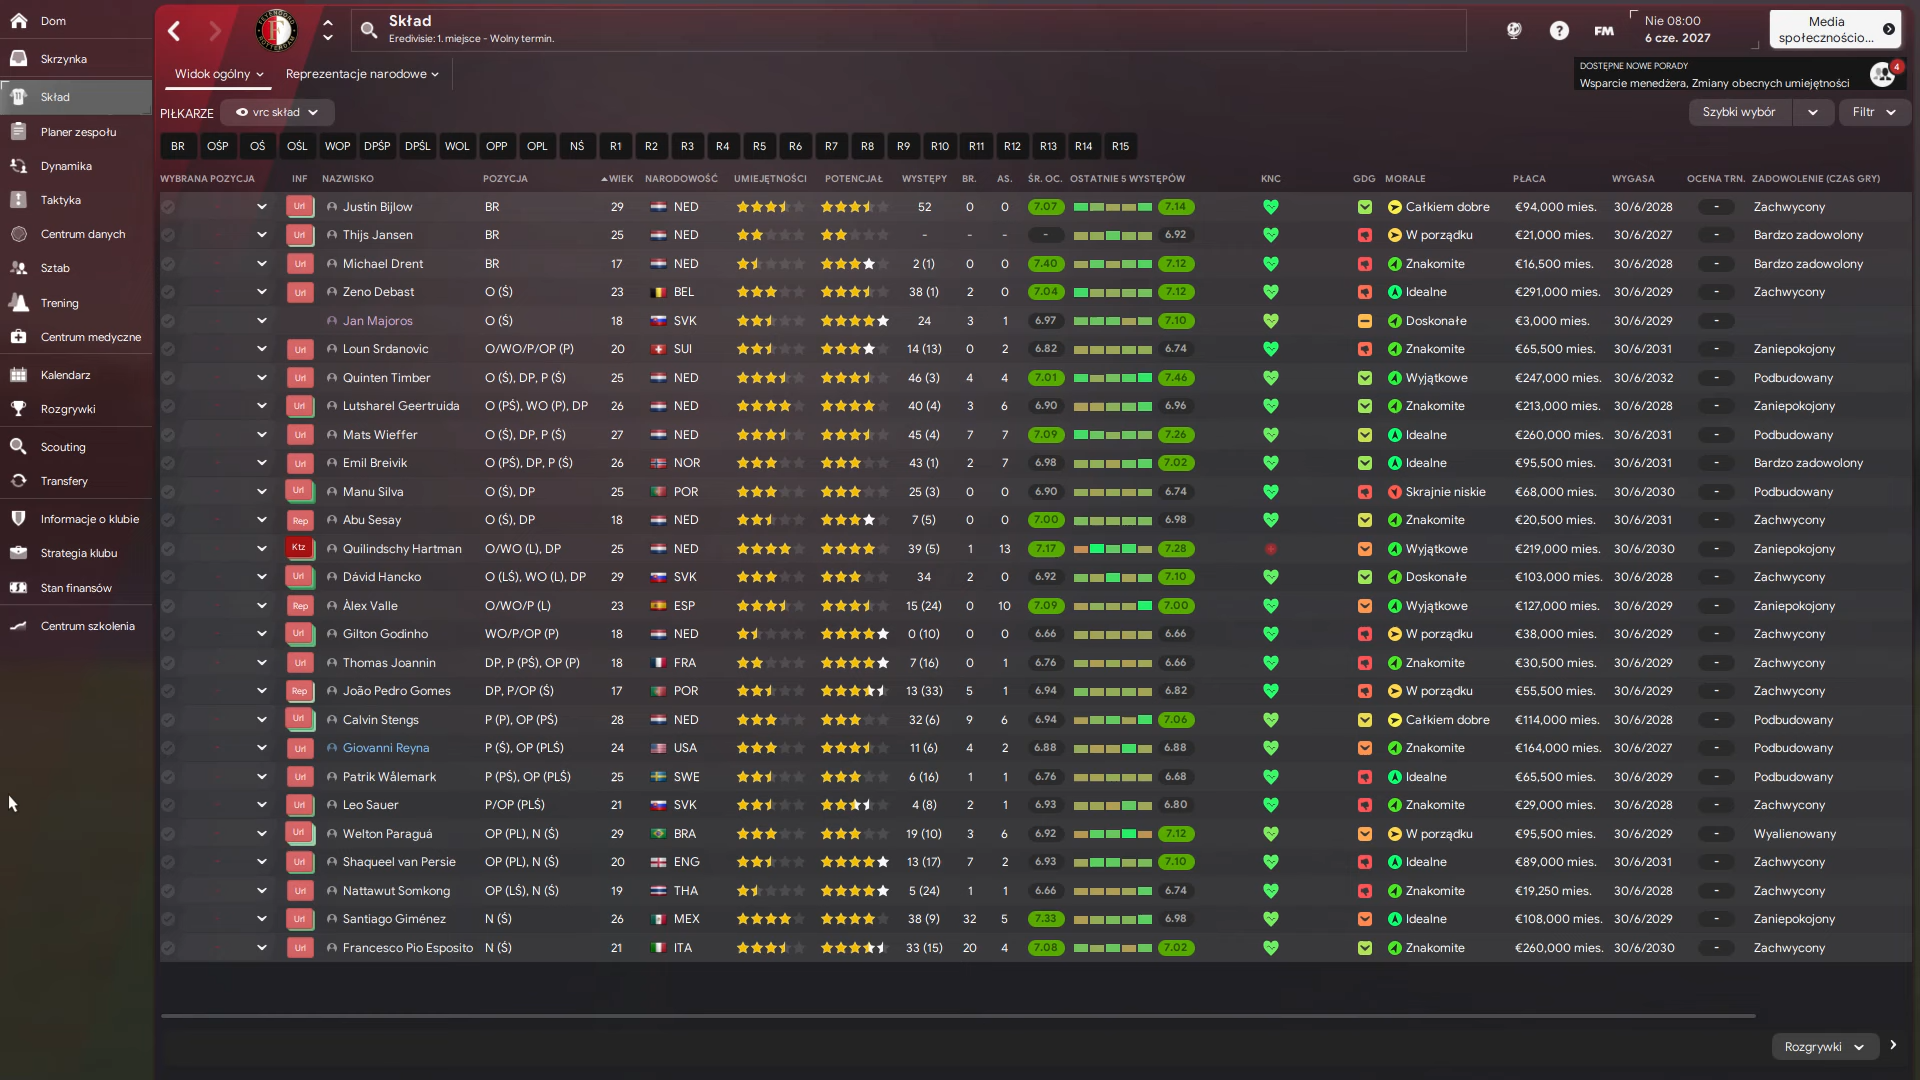 Dom
Skrzynka
Skład
Planer zespołu
Dynamika
Taktyka
Centrum danych
Sztab
Trening
Centrum medyczne
Kalendarz
Rozgrywki
Scouting
Transfery
Informacje o klubie
Strategia klubu
Stan finansów
Centrum szkolenia
Skład
Eredivisie: 1. miejsce - Wolny termin.
FM
Nie 08:00
6 cze. 2027
Media
społecznościo...
Widok ogólny
Reprezentacje narodowe
DOSTĘPNE NOWE PORADY
Wsparcie menedżera, Zmiany obecnych umiejętności
4
PIŁKARZE vrc skład
Szybki wybór Filtr
BR OŚP OŚ OŚL WOP DPŚP DPŚL WOL OPP OPL NŚ R1 R2 R3 R4 R5 R6 R7 R8 R9 R10 R11 R12 R13 R14 R15
WYBRANA POZYCJA INF NAZWISKO POZYCJA WIEK NARODOWOŚĆ UMIEJĘTNOŚCI POTENCJAŁ WYSTĘPY BR. AS. ŚR. OC. OSTATNIE 5 WYSTĘPÓW KNC GDG MORALE PŁACA WYGASA OCENA TRN. ZADOWOLENIE (CZAS GRY)
Url Justin Bijlow BR 29 NED 52 0 0 7.07 7.14 Całkiem dobre €94,000 mies. 30/6/2028 - Zachwycony
Url Thijs Jansen BR 25 NED - - - - 6.92 W porządku €21,000 mies. 30/6/2027 - Bardzo zadowolony
Url Michael Drent BR 17 NED 2 (1) 0 0 7.40 7.12 Znakomite €16,500 mies. 30/6/2028 - Bardzo zadowolony
Url Zeno Debast O (Ś) 23 BEL 38 (1) 2 0 7.04 7.12 Idealne €291,000 mies. 30/6/2029 - Zachwycony
Jan Majoros O (Ś) 18 SVK 24 3 1 6.97 7.10 Doskonałe €3,000 mies. 30/6/2029 -
Url Loun Srdanovic O/WO/P/OP (P) 20 SUI 14 (13) 0 2 6.82 6.74 Znakomite €65,500 mies. 30/6/2031 - Zaniepokojony
Url Quinten Timber O (Ś), DP, P (Ś) 25 NED 46 (3) 4 4 7.01 7.46 Wyjątkowe €247,000 mies. 30/6/2032 - Podbudowany
Url Lutsharel Geertruida O (PŚ), WO (P), DP 26 NED 40 (4) 3 6 6.90 6.96 Znakomite €213,000 mies. 30/6/2028 - Zaniepokojony
Url Mats Wieffer O (Ś), DP, P (Ś) 27 NED 45 (4) 7 7 7.09 7.26 Idealne €260,000 mies. 30/6/2031 - Podbudowany
Url Emil Breivik O (PŚ), DP, P (Ś) 26 NOR 43 (1) 2 7 6.98 7.02 Idealne €95,500 mies. 30/6/2031 - Bardzo zadowolony
Url Manu Silva O (Ś), DP 25 POR 25 (3) 0 0 6.90 6.74 Skrajnie niskie €68,000 mies. 30/6/2030 - Podbudowany
Rep Abu Sesay O (Ś), DP 18 NED 7 (5) 0 0 7.00 6.98 Znakomite €20,500 mies. 30/6/2031 - Zachwycony
Ktz Quilindschy Hartman O/WO (L), DP 25 NED 39 (5) 1 13 7.17 7.28 Wyjątkowe €219,000 mies. 30/6/2030 - Zaniepokojony
Url Dávid Hancko O (LŚ), WO (L), DP 29 SVK 34 2 0 6.92 7.10 Doskonałe €103,000 mies. 30/6/2028 - Zachwycony
Rep Àlex Valle O/WO/P (L) 23 ESP 15 (24) 0 10 7.09 7.00 Wyjątkowe €127,000 mies. 30/6/2029 - Zaniepokojony
Url Gilton Godinho WO/P/OP (P) 18 NED 0 (10) 0 0 6.66 6.66 W porządku €38,000 mies. 30/6/2029 - Zachwycony
Url Thomas Joannin DP, P (PŚ), OP (P) 18 FRA 7 (16) 0 1 6.76 6.66 Znakomite €30,500 mies. 30/6/2029 - Zachwycony
Rep João Pedro Gomes DP, P/OP (Ś) 17 POR 13 (33) 5 1 6.94 6.82 W porządku €55,500 mies. 30/6/2029 - Zachwycony
Url Calvin Stengs P (P), OP (PŚ) 28 NED 32 (6) 9 6 6.94 7.06 Całkiem dobre €114,000 mies. 30/6/2028 - Podbudowany
Url Giovanni Reyna P (Ś), OP (PLŚ) 24 USA 11 (6) 4 2 6.88 6.88 Znakomite €164,000 mies. 30/6/2027 - Podbudowany
Url Patrik Wålemark P (PŚ), OP (PLŚ) 25 SWE 6 (16) 1 1 6.76 6.68 Idealne €65,500 mies. 30/6/2029 - Podbudowany
Url Leo Sauer P/OP (PLŚ) 21 SVK 4 (8) 2 1 6.93 6.80 Znakomite €29,000 mies. 30/6/2028 - Zachwycony
Url Welton Paraguá OP (PL), N (Ś) 29 BRA 19 (10) 3 6 6.92 7.12 W porządku €95,500 mies. 30/6/2029 - Wyalienowany
Url Shaqueel van Persie OP (PL), N (Ś) 20 ENG 13 (17) 7 2 6.93 7.10 Idealne €89,000 mies. 30/6/2031 - Zachwycony
Url Nattawut Somkong OP (LŚ), N (Ś) 19 THA 5 (24) 1 1 6.66 6.74 Znakomite €19,250 mies. 30/6/2028 - Zachwycony
Url Santiago Giménez N (Ś) 26 MEX 38 (9) 32 5 7.33 6.98 Idealne €108,000 mies. 30/6/2029 - Zaniepokojony
Url Francesco Pio Esposito N (Ś) 21 ITA 33 (15) 20 4 7.08 7.02 Znakomite €260,000 mies. 30/6/2030 - Zachwycony
Rozgrywki